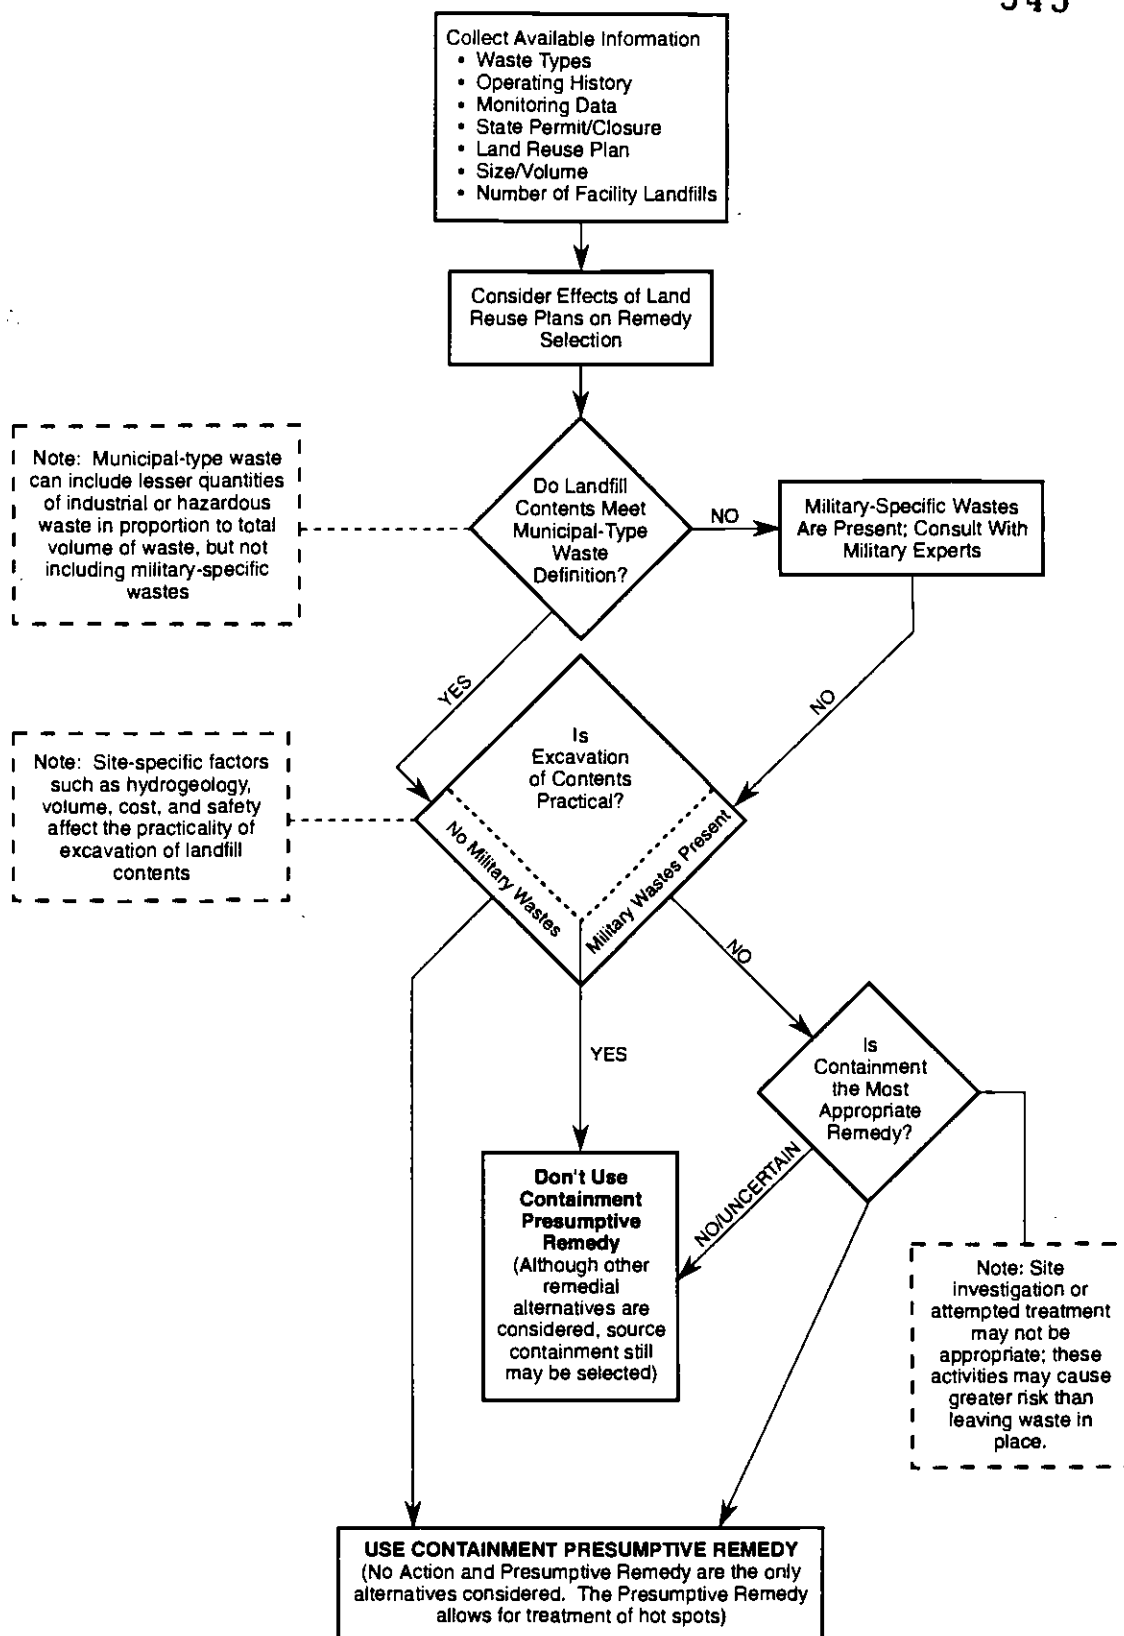 Collect Available Information
• Waste Types
• Operating History
• Monitoring Data
• State Permit/Closure
• Land Reuse Plan
• Size/Volume
• Number of Facility Landfills
Consider Effects of Land
Reuse Plans on Remedy
Selection
Note: Municipal-type waste
can include lesser quantities
of industrial or hazardous
waste in proportion to total
volume of waste, but not
including military-specific
wastes
Do Landfill
Contents Meet
Municipal-Type
Waste
Definition?
NO
Military-Specific Wastes
Are Present; Consult With
Military Experts
YES
NO
Note: Site-specific factors
such as hydrogeology,
volume, cost, and safety
affect the practicality of
excavation of landfill
contents
Is
Excavation
of Contents
Practical?
No Military Wastes
Military Wastes Present
NO
YES
Is
Containment
the Most
Appropriate
Remedy?
NO/UNCERTAIN
Don't Use
Containment
Presumptive
Remedy
(Although other
remedial
alternatives are
considered, source
containment still
may be selected)
Note: Site
investigation or
attempted treatment
may not be
appropriate; these
activities may cause
greater risk than
leaving waste in
place.
USE CONTAINMENT PRESUMPTIVE REMEDY
(No Action and Presumptive Remedy are the only
alternatives considered. The Presumptive Remedy
allows for treatment of hot spots)